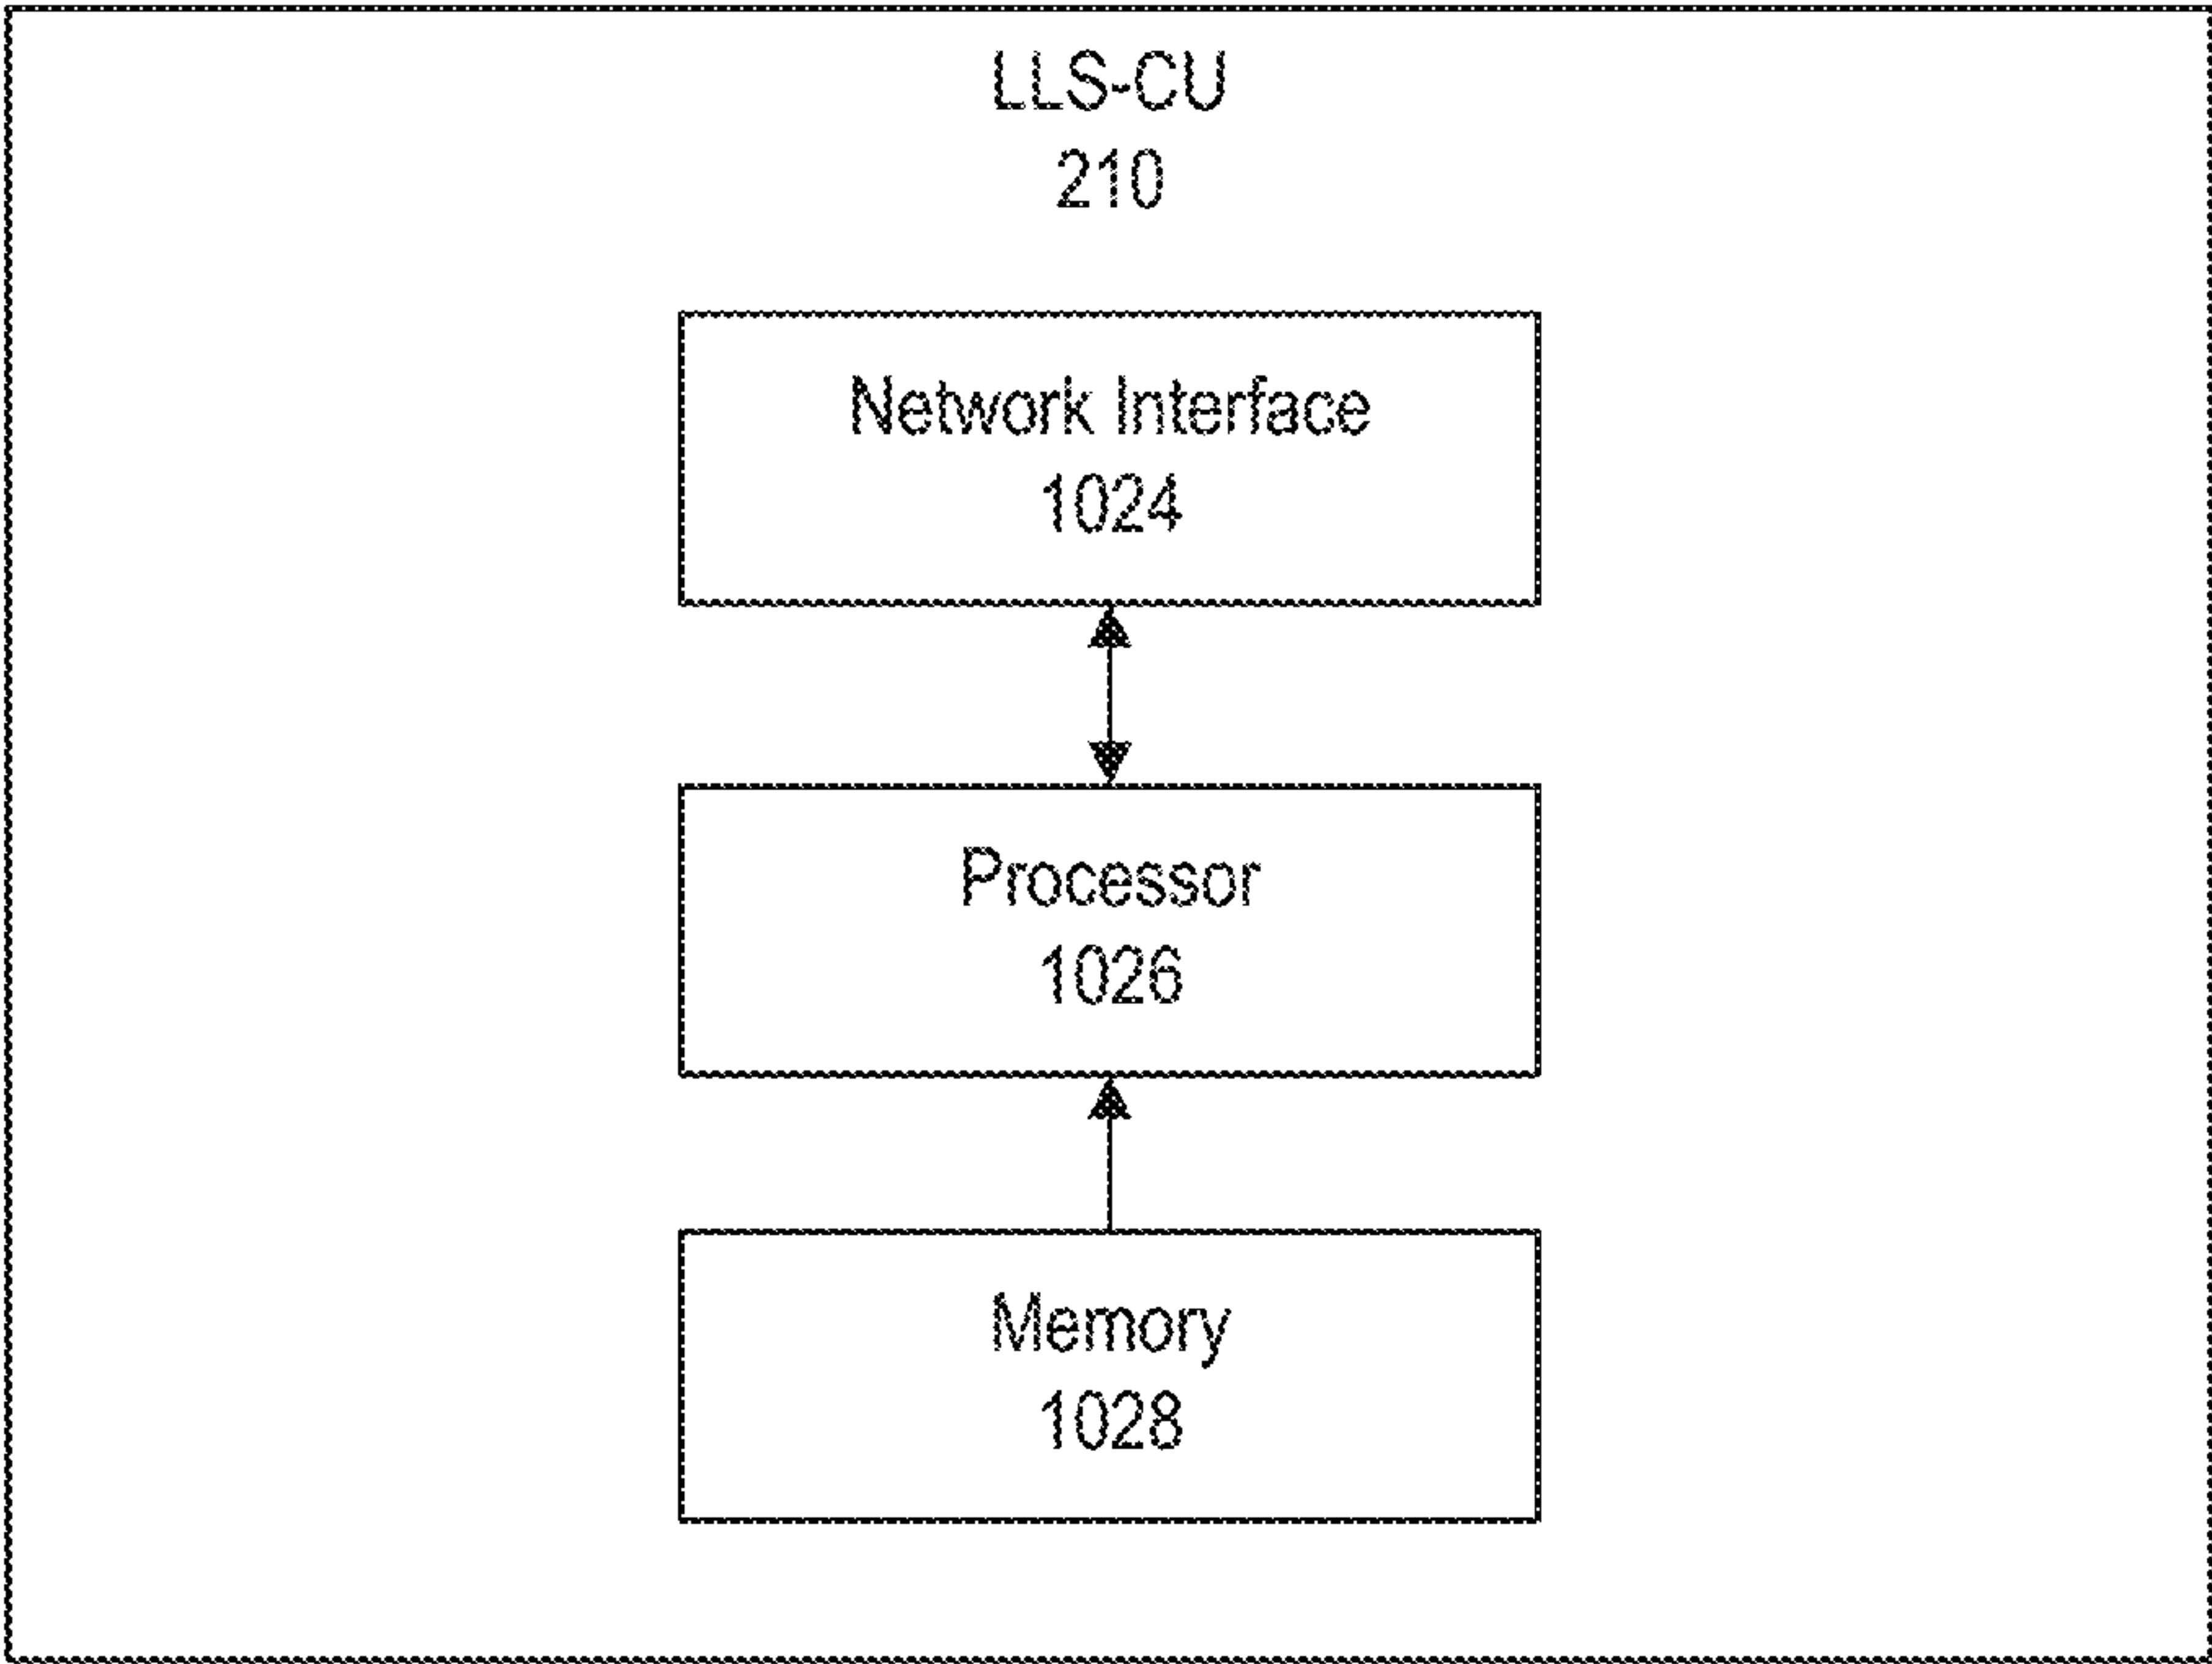 LLS-CU
210
Network Interface
1024
Processor
1026
Memory
1028